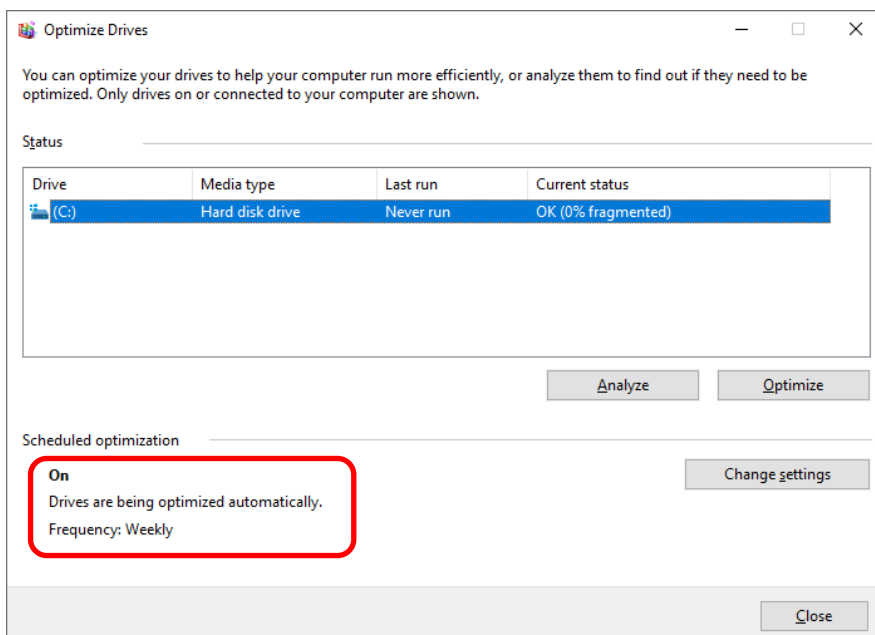 Optimize Drives
You can optimize your drives to help your computer run more efficiently, or analyze them to find out if they need to be
optimized. Only drives on or connected to your computer are shown.
Status
Drive Media type Last run Current status
(C:) Hard disk drive Never run OK (0% fragmented)
Analyze Optimize
Scheduled optimization
On
Change settings
Drives are being optimized automatically.
Frequency: Weekly
Close